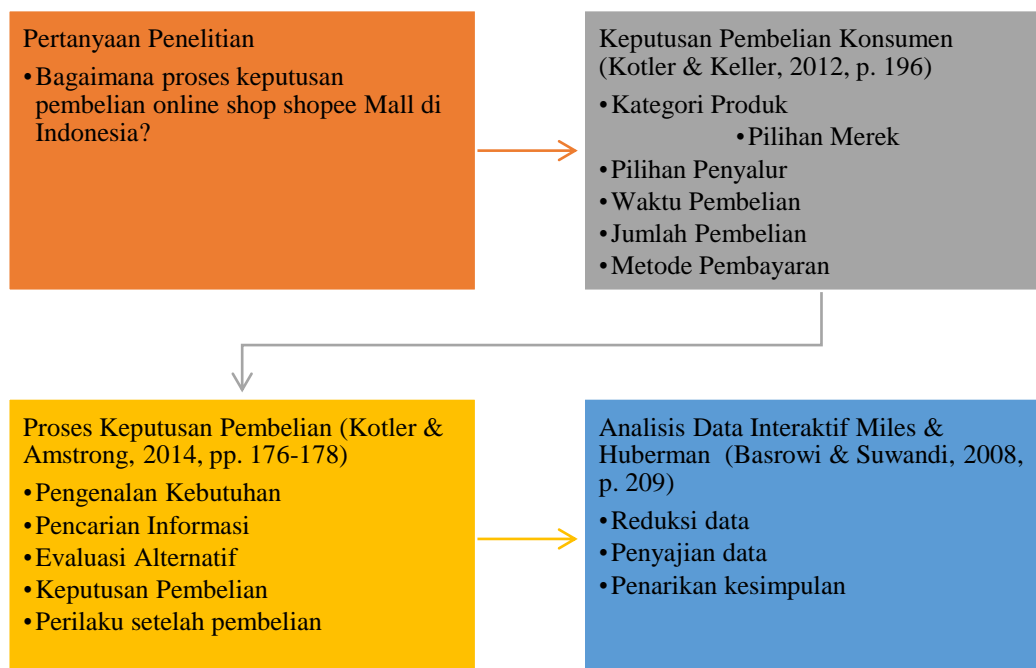 Pertanyaan Penelitian
•Bagaimana proses keputusan
pembelian online shop shopee Mall di
Indonesia?
Keputusan Pembelian Konsumen
(Kotler & Keller, 2012, p. 196)
•Kategori Produk
•Pilihan Merek
•Pilihan Penyalur
•Waktu Pembelian
•Jumlah Pembelian
•Metode Pembayaran
Proses Keputusan Pembelian (Kotler &
Amstrong, 2014, pp. 176-178)
•Pengenalan Kebutuhan
•Pencarian Informasi
•Evaluasi Alternatif
•Keputusan Pembelian
•Perilaku setelah pembelian
Analisis Data Interaktif Miles &
Huberman (Basrowi & Suwandi, 2008,
p. 209)
•Reduksi data
•Penyajian data
•Penarikan kesimpulan